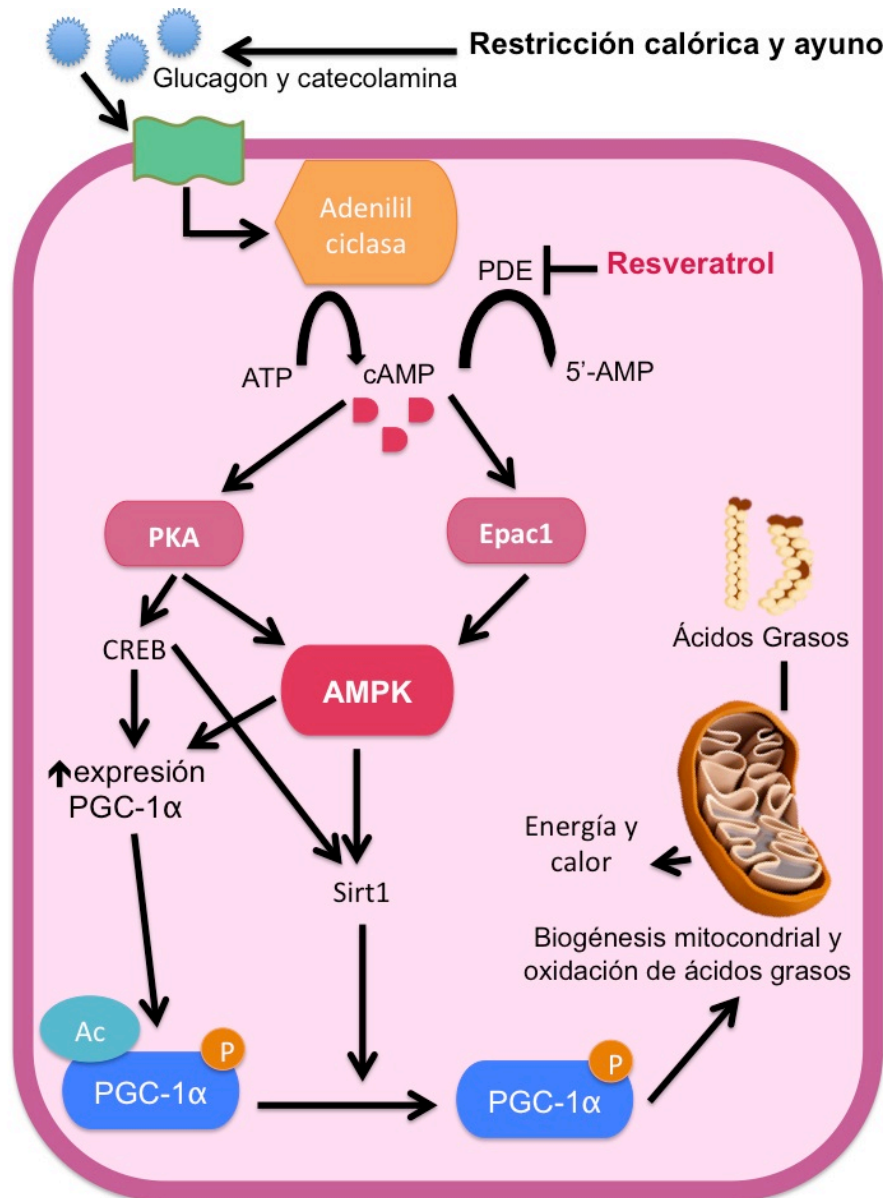 Restricción calórica y ayuno
Glucagon y catecolamina
Adenilil
ciclasa
PDE
Resveratrol
ATP
cAMP
5’-AMP
PKA
Epac1
Ácidos Grasos
CREB
AMPK
↑expresión
PGC-1α
Energía y
calor
Sirt1
Biogénesis mitocondrial y
oxidación de ácidos grasos
Ac
P
PGC-1α
P
PGC-1α